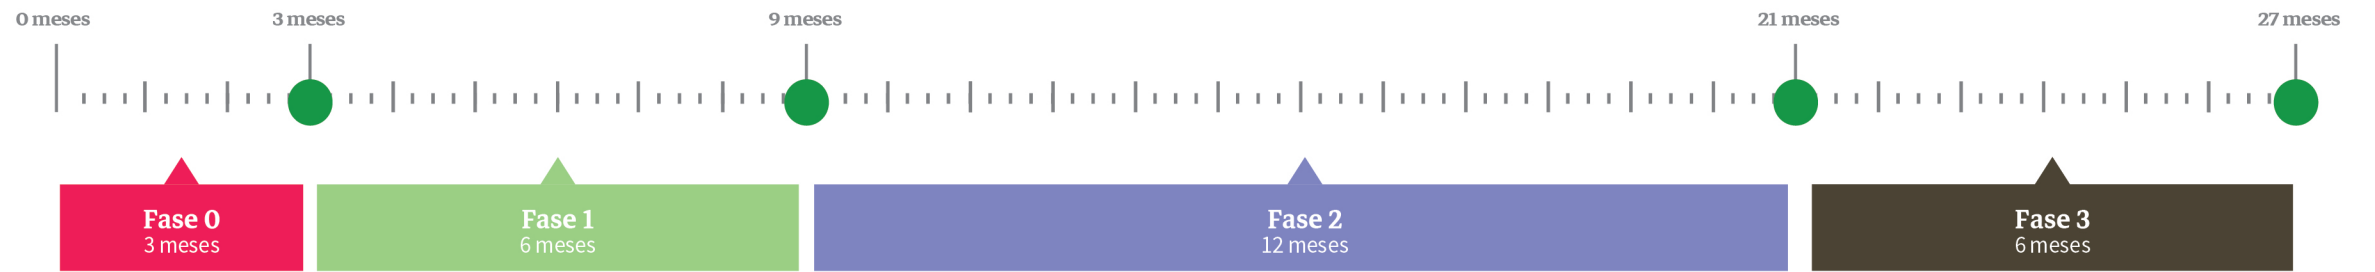 0 meses
3 meses
9 meses
21 meses
27 meses
Fase 0
3 meses
Fase 1
6 meses
Fase 2
12 meses
Fase 3
6 meses